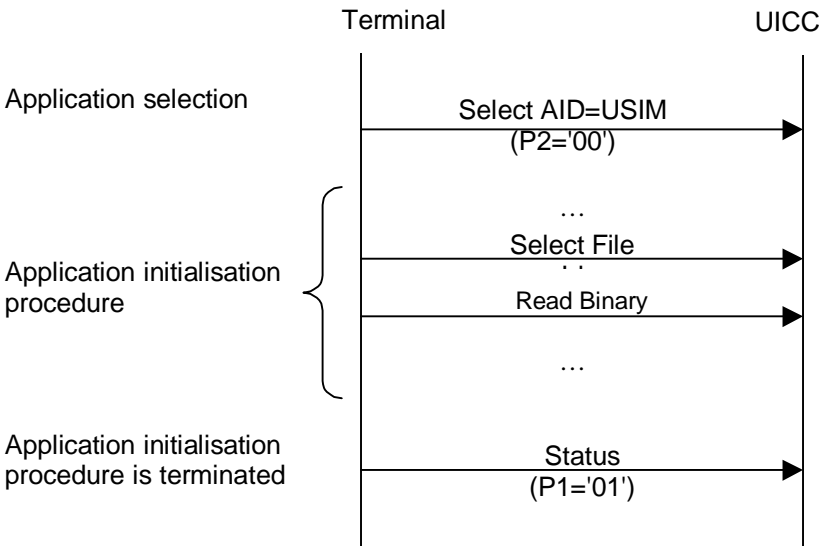 Terminal UICC
Application selection
Select AID=USIM
(P2='00')
...
Select File
. .
Application initialisation
procedure
Read Binary
...
Application initialisation
procedure is terminated
Status
(P1='01')